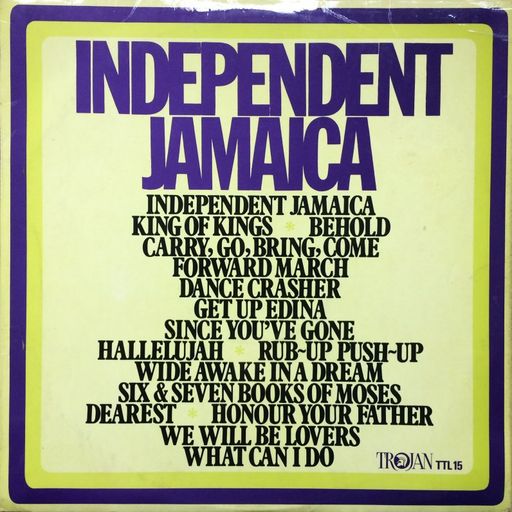 INDEPENDENT
JAMAICA
INDEPENDENT JAMAICA
KING OF KINGS * BEHOLD
CARRY, GO, BRING, COME
FORWARD MARCH
DANCE CRASHER
GET UP EDINA
SINCE YOU'VE GONE
HALLELUJAH * RUB~UP PUSH~UP
WIDE AWAKE IN A DREAM
SIX & SEVEN BOOKS OF MOSES
DEAREST * HONOUR YOUR FATHER
WE WILL BE LOVERS
WHAT CAN I DO
TROJAN TTL 15